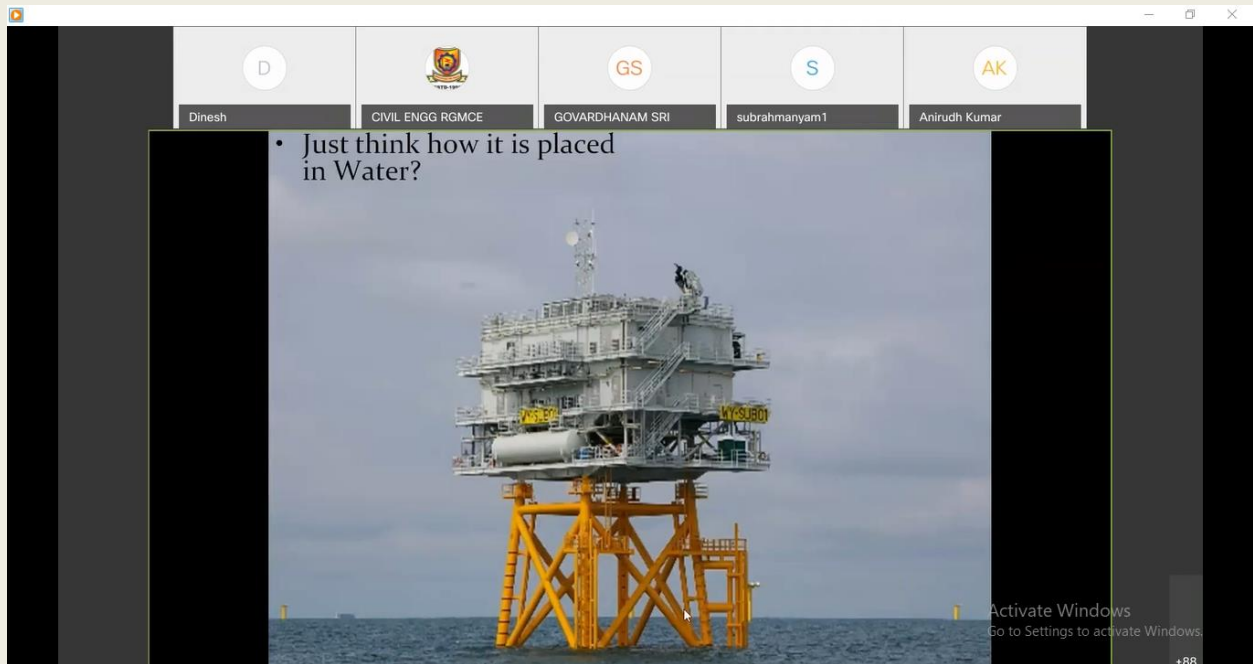 D
GS
S
AK
Dinesh
CIVIL ENGG RGMCE
GOVARDHANAM SRI
subrahmanyam1
Anirudh Kumar
• Just think how it is placed
in Water?
WY-SUB01
Activate Windows
Go to Settings to activate Windows.
+88